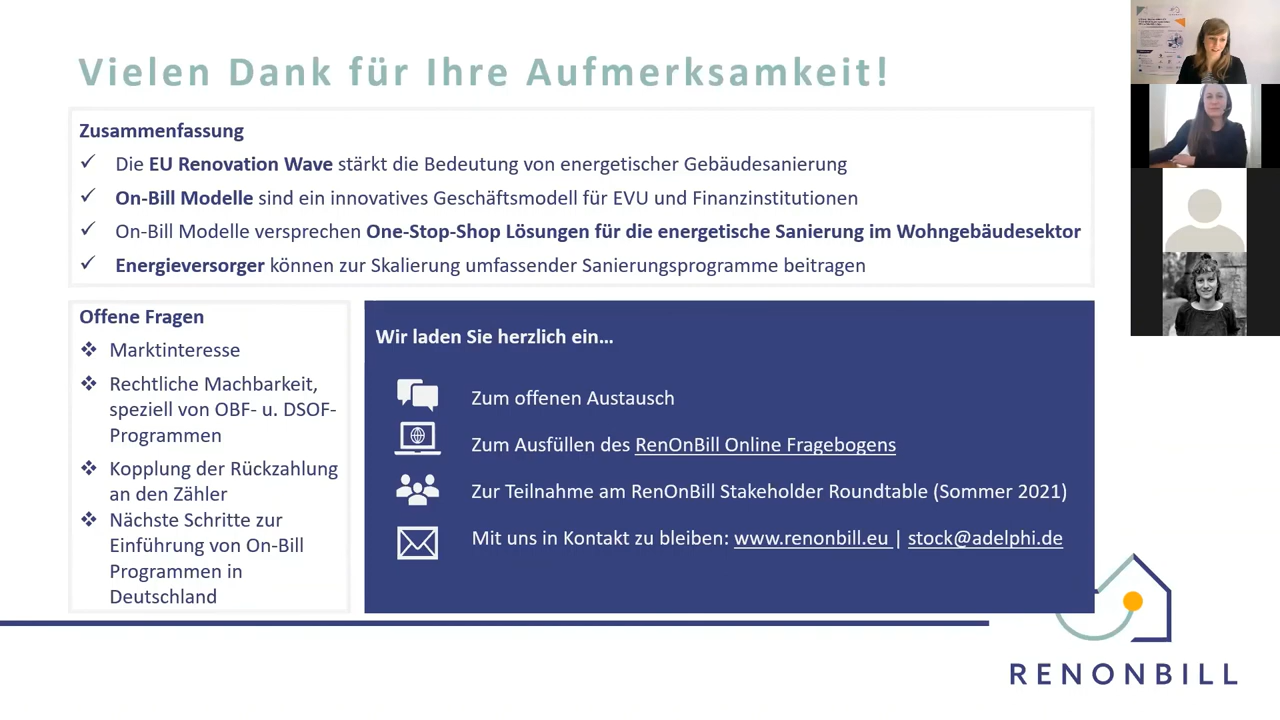 Vielen Dank für Ihre Aufmerksamkeit!
Zusammenfassung
Die EU Renovation Wave stärkt die Bedeutung von energetischer Gebäudesanierung
On-Bill Modelle sind ein innovatives Geschäftsmodell für EVU und Finanzinstitutionen
On-Bill Modelle versprechen One-Stop-Shop Lösungen für die energetische Sanierung im Wohngebäudesektor
Energieversorger können zur Skalierung umfassender Sanierungsprogramme beitragen
Offene Fragen
Marktinteresse
Rechtliche Machbarkeit,
speziell von OBF- u. DSOF-
Programmen
Kopplung der Rückzahlung
an den Zähler
Nächste Schritte zur
Einführung von On-Bill
Programmen in
Deutschland
Wir laden Sie herzlich ein…
Zum offenen Austausch
Zum Ausfüllen des RenOnBill Online Fragebogens
Zur Teilnahme am RenOnBill Stakeholder Roundtable (Sommer 2021)
Mit uns in Kontakt zu bleiben: www.renonbill.eu | stock@adelphi.de
RENONBILL